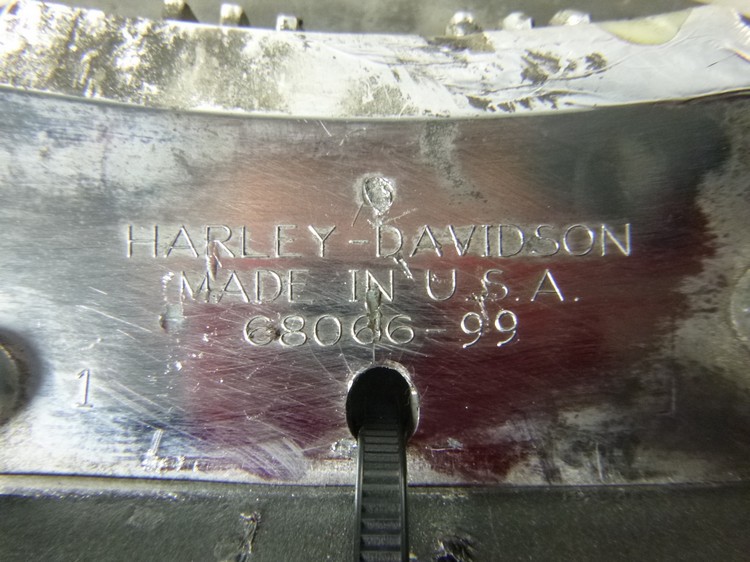 HARLEY-DAVIDSON
MADE IN U.S.A.
68066-99
1